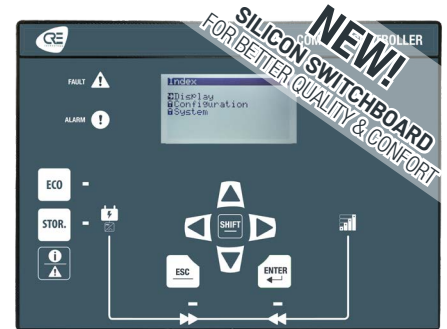 CRE
COM
CONTROLLER
NEW!
SILICON SWITCHBOARD
FOR BETTER QUALITY & CONFORT
FAULT
ALARM
Index
Display
Configuration
System
ECO
STOR.
SHIFT
ESC
ENTER